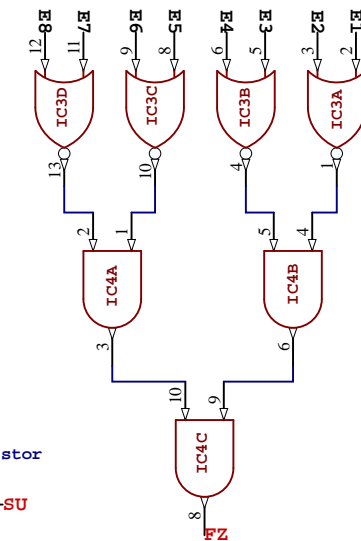 E8 E7 E6 E5 E4 E3 E2 E1
12 11 9 8 6 5 3 2
IC3D IC3C IC3B IC3A
13 10 4 1
2 1 5 4
IC4A IC4B
3 6
10 9
IC4C
stor
SU
8
FZ